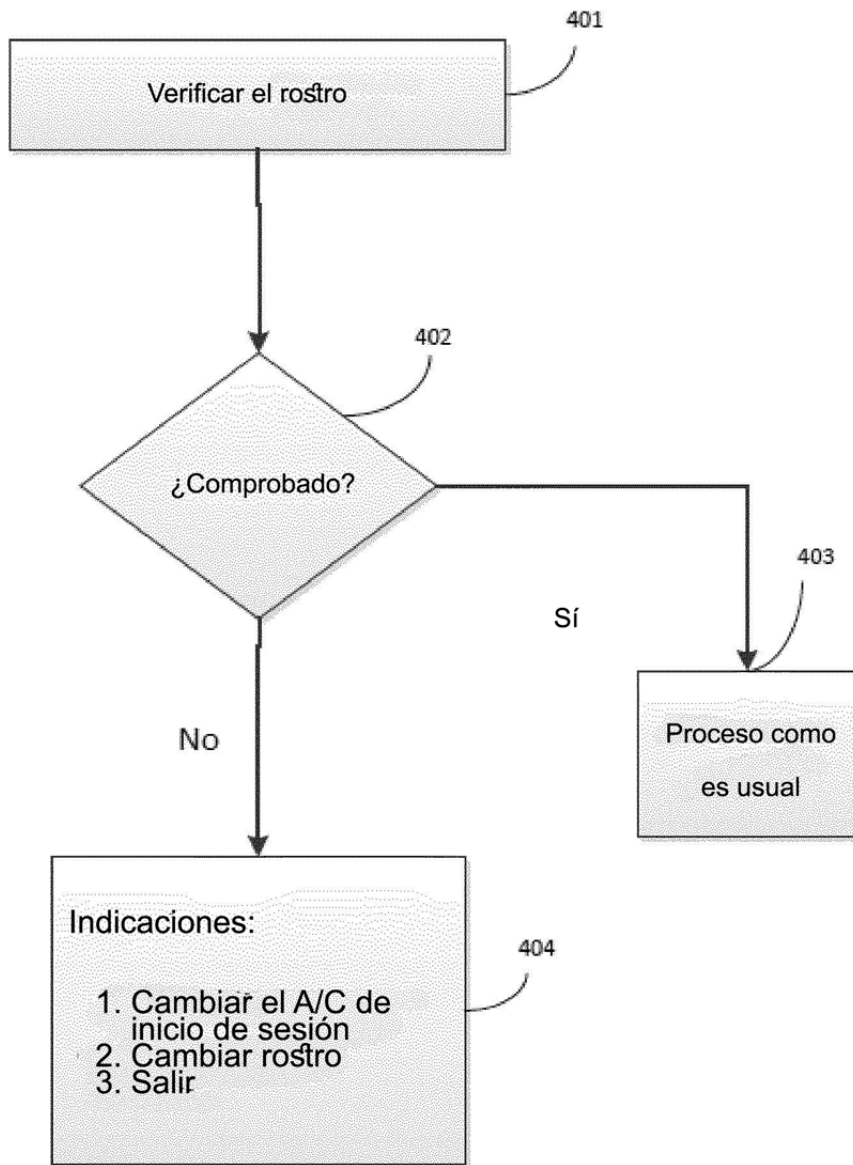 401
Verificar el rostro
402
¿Comprobado?
403
Sí
Proceso como
es usual
No
Indicaciones:
404
1. Cambiar el A/C de
inicio de sesión
2. Cambiar rostro
3. Salir